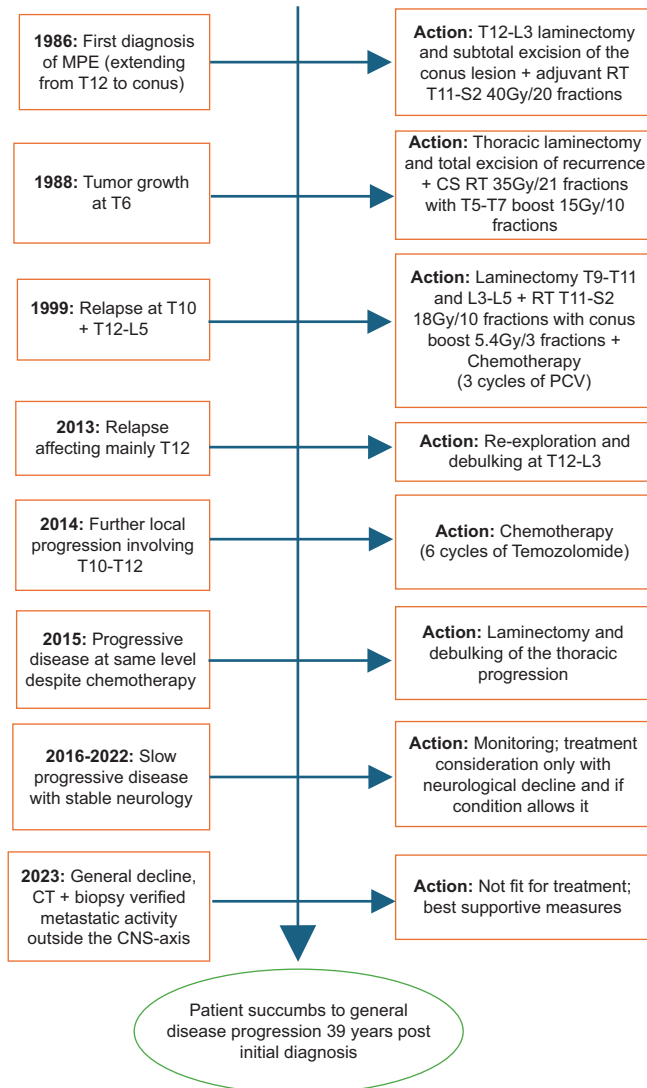 1986: First diagnosis
of MPE (extending
from T12 to conus)
Action: T12-L3 laminectomy
and subtotal excision of the
conus lesion + adjuvant RT
T11-S2 40Gy/20 fractions
1988: Tumor growth
at T6
Action: Thoracic laminectomy
and total excision of recurrence
+ CS RT 35Gy/21 fractions
with T5-T7 boost 15Gy/10
fractions
1999: Relapse at T10
+ T12-L5
Action: Laminectomy T9-T11
and L3-L5 + RT T11-S2
18Gy/10 fractions with conus
boost 5.4Gy/3 fractions +
Chemotherapy
(3 cycles of PCV)
2013: Relapse
affecting mainly T12
Action: Re-exploration and
debulking at T12-L3
2014: Further local
progression involving
T10-T12
Action: Chemotherapy
(6 cycles of Temozolomide)
2015: Progressive
disease at same level
despite chemotherapy
Action: Laminectomy and
debulking of the thoracic
progression
2016-2022: Slow
progressive disease
with stable neurology
Action: Monitoring; treatment
consideration only with
neurological decline and if
condition allows it
2023: General decline,
CT + biopsy verified
metastatic activity
outside the CNS-axis
Action: Not fit for treatment;
best supportive measures
Patient succumbs to general
disease progression 39 years post
initial diagnosis